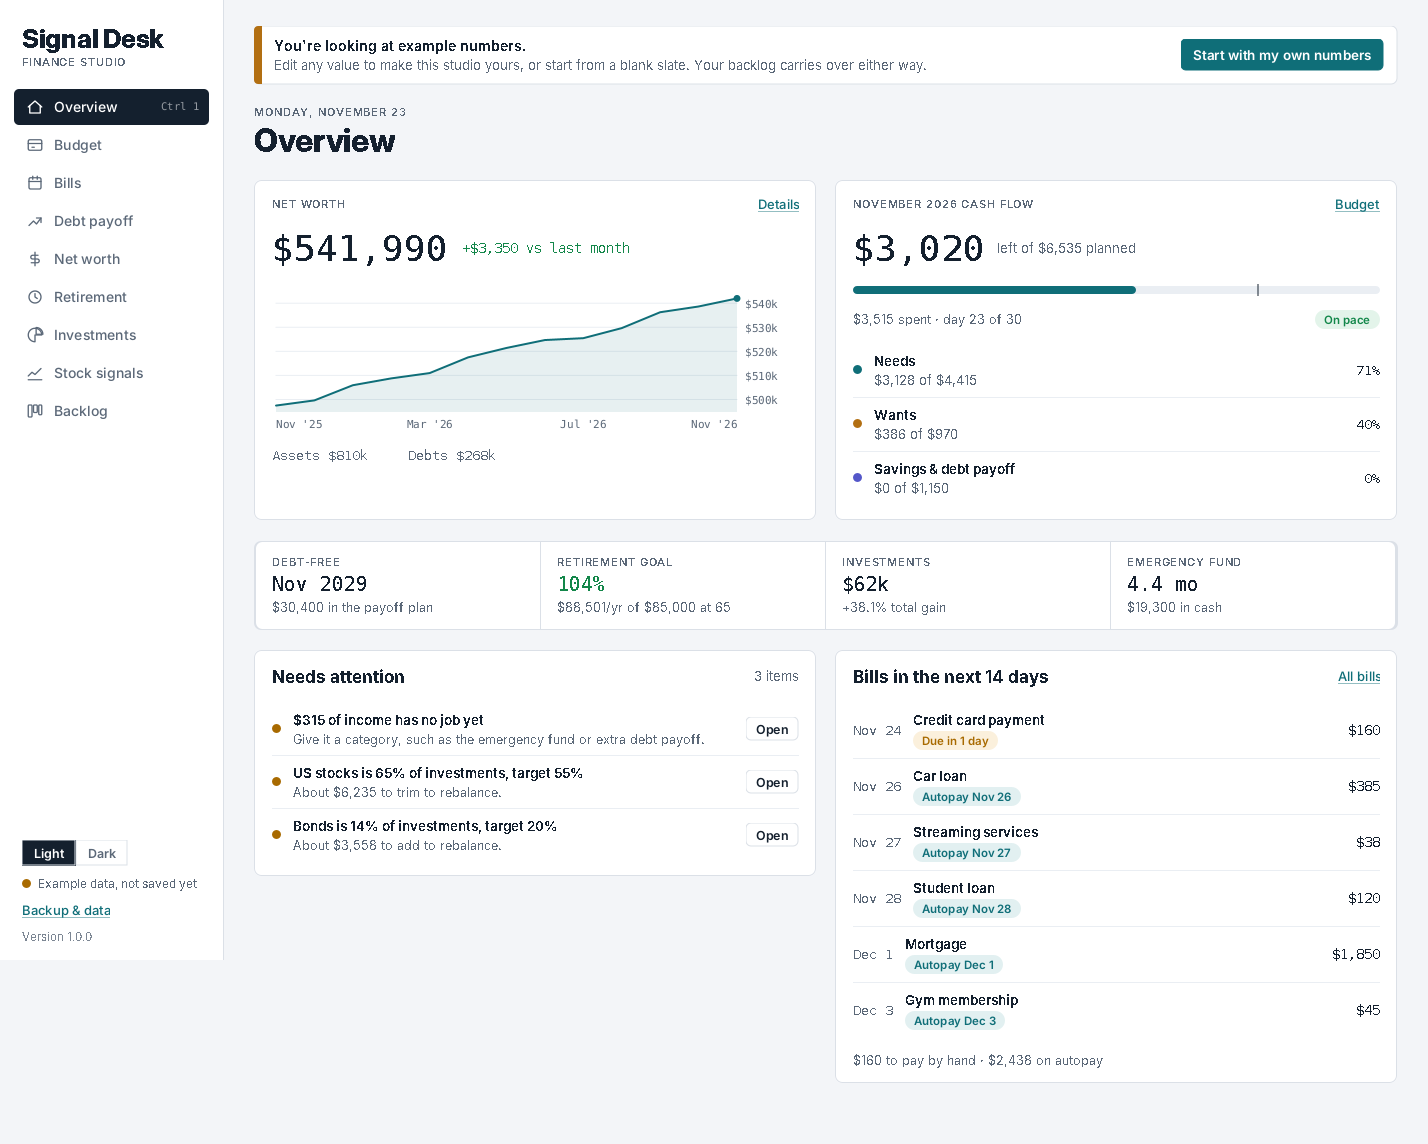 Signal Desk
FINANCE STUDIO
Overview Ctrl 1
Budget
Bills
Debt payoff
Net worth
Retirement
Investments
Stock signals
Backlog
Light Dark
Example data, not saved yet
Backup & data
Version 1.0.0
You're looking at example numbers.
Edit any value to make this studio yours, or start from a blank slate. Your backlog carries over either way.
Start with my own numbers
MONDAY, NOVEMBER 23
Overview
NET WORTH Details
$541,990 +$3,350 vs last month
$540k
$530k
$520k
$510k
$500k
Nov '25 Mar '26 Jul '26 Nov '26
Assets $810k Debts $268k
NOVEMBER 2026 CASH FLOW Budget
$3,020 left of $6,535 planned
$3,515 spent · day 23 of 30 On pace
Needs
$3,128 of $4,415
71%
Wants
$386 of $970
40%
Savings & debt payoff
$0 of $1,150
0%
DEBT-FREE
Nov 2029
$30,400 in the payoff plan
RETIREMENT GOAL
104%
$88,501/yr of $85,000 at 65
INVESTMENTS
$62k
+38.1% total gain
EMERGENCY FUND
4.4 mo
$19,300 in cash
Needs attention 3 items
$315 of income has no job yet
Give it a category, such as the emergency fund or extra debt payoff.
Open
US stocks is 65% of investments, target 55%
About $6,235 to trim to rebalance.
Open
Bonds is 14% of investments, target 20%
About $3,558 to add to rebalance.
Open
Bills in the next 14 days All bills
Nov 24 Credit card payment $160
Due in 1 day
Nov 26 Car loan $385
Autopay Nov 26
Nov 27 Streaming services $38
Autopay Nov 27
Nov 28 Student loan $120
Autopay Nov 28
Dec 1 Mortgage $1,850
Autopay Dec 1
Dec 3 Gym membership $45
Autopay Dec 3
$160 to pay by hand · $2,438 on autopay